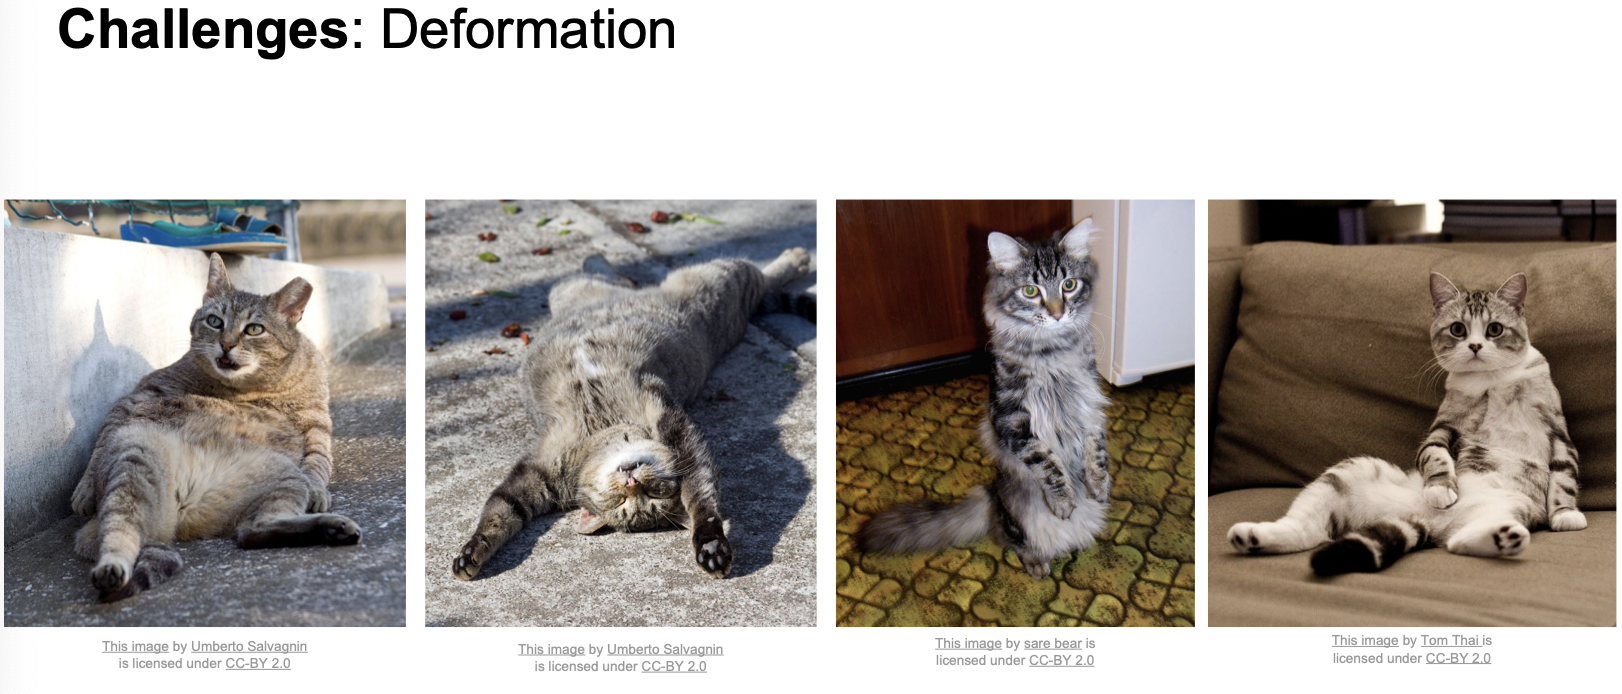 Challenges: Deformation
This image by Umberto Salvagnin
is licensed under CC-BY 2.0
This image by Umberto Salvagnin
is licensed under CC-BY 2.0
This image by sare bear is
licensed under CC-BY 2.0
This image by Tom Thai is
licensed under CC-BY 2.0